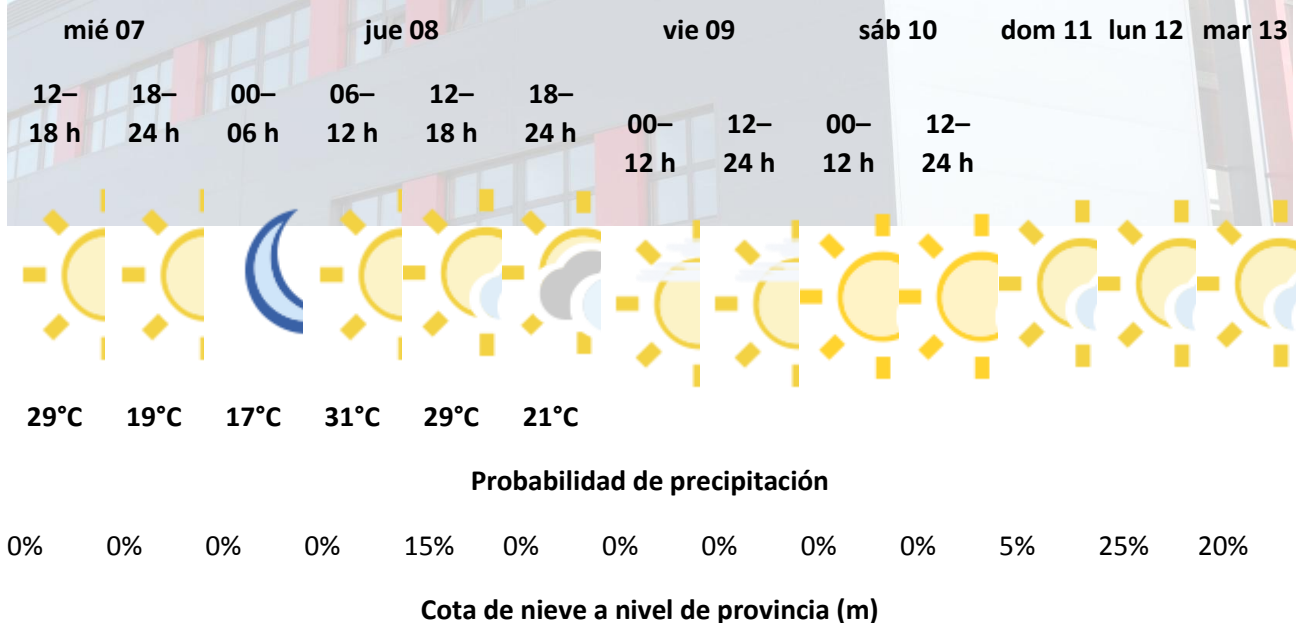 mié 07 jue 08 vie 09 sáb 10 dom 11 lun 12 mar 13
12– 18– 00– 06– 12– 18–
18 h 24 h 06 h 12 h 18 h 24 h
00– 12– 00– 12–
12 h 24 h 12 h 24 h
29°C 19°C 17°C 31°C 29°C 21°C
Probabilidad de precipitación
0% 0% 0% 0% 15% 0% 0% 0% 0% 0% 5% 25% 20%
Cota de nieve a nivel de provincia (m)